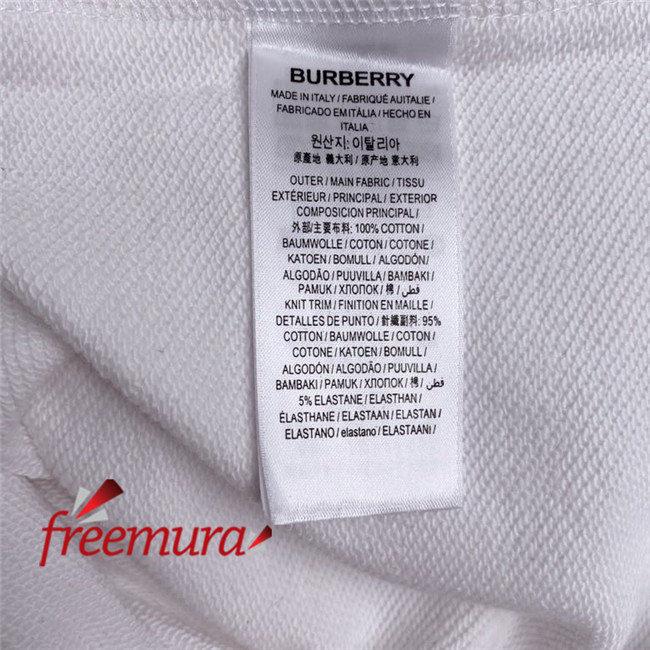 BURBERRY
MADE IN ITALY / FABRIQUÉ AUITALIE /
FABRICADO EM ITÁLIA / HECHO EN
ITALIA
원산지: 이탈리아
原產地 義大利 / 原产地 意大利
OUTER / MAIN FABRIC / TISSU
EXTÉRIEUR / PRINCIPAL / EXTERIOR
COMPOSICION PRINCIPAL /
外部/主要布料: 100% COTTON /
BAUMWOLLE / COTON / COTONE /
KATOEN / BOMULL / ALGODÓN /
ALGODÃO / PUUVILLA / BAMBAKI /
PAMUK / ХЛОПОК / 棉 / قطن /
KNIT TRIM / FINITION EN MAILLE /
DETALLES DE PUNTO / 針織副料: 95%
COTTON / BAUMWOLLE / COTON /
COTONE / KATOEN / BOMULL /
ALGODÓN / ALGODÃO / PUUVILLA /
BAMBAKI / PAMUK / ХЛОПОК / 棉 / قطن /
5% ELASTANE / ELASTHAN /
ÉLASTHANE / ELASTAAN / ELASTAN /
ELASTANO / elastano / ELASTAANI /
freemura